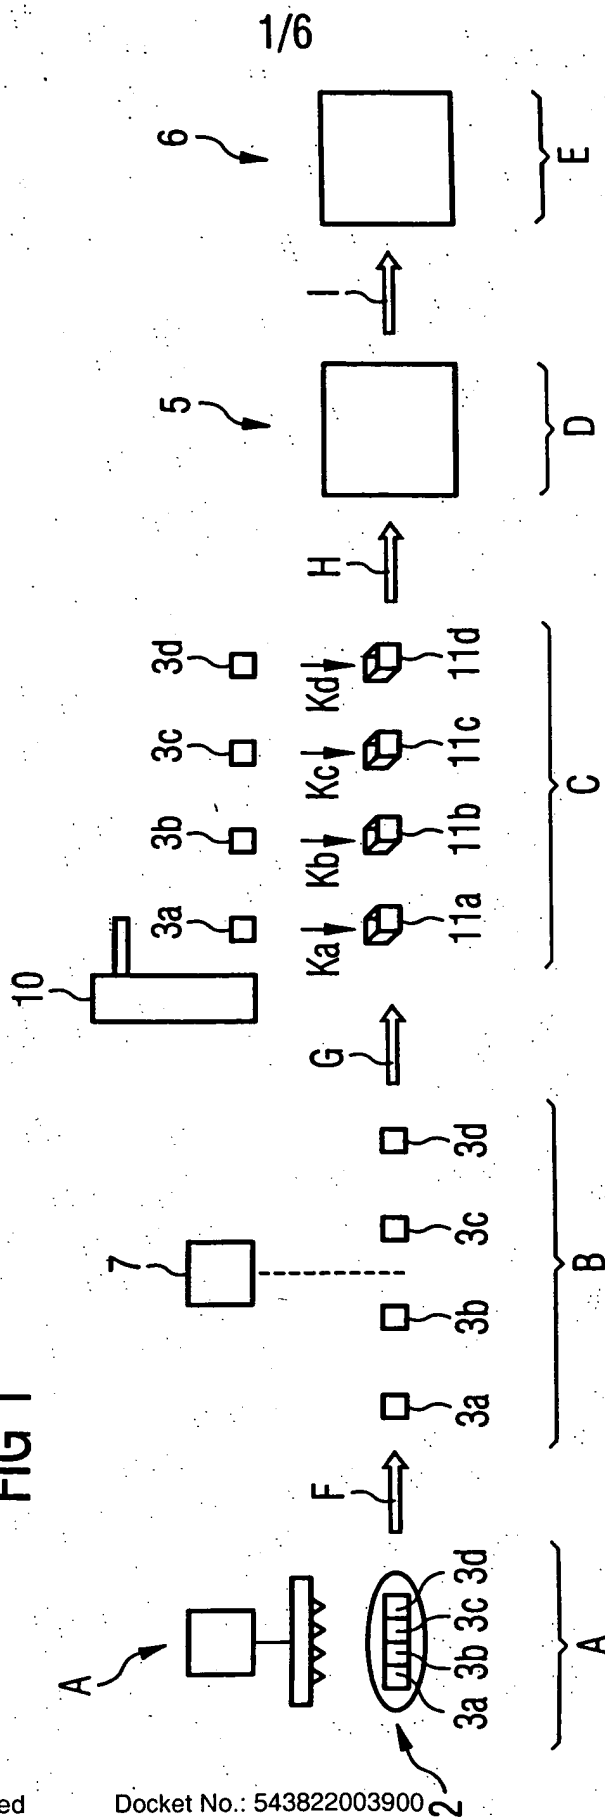 1/6
FIG 1
A
2
3a 3b 3c 3d
A
F
7
3a 3b 3c 3d
B
G
10
3a 3b 3c 3d
Ka Kb Kc Kd
11a 11b 11c 11d
C
H
5
D
I
6
E
Docket No.: 543822003900
ed